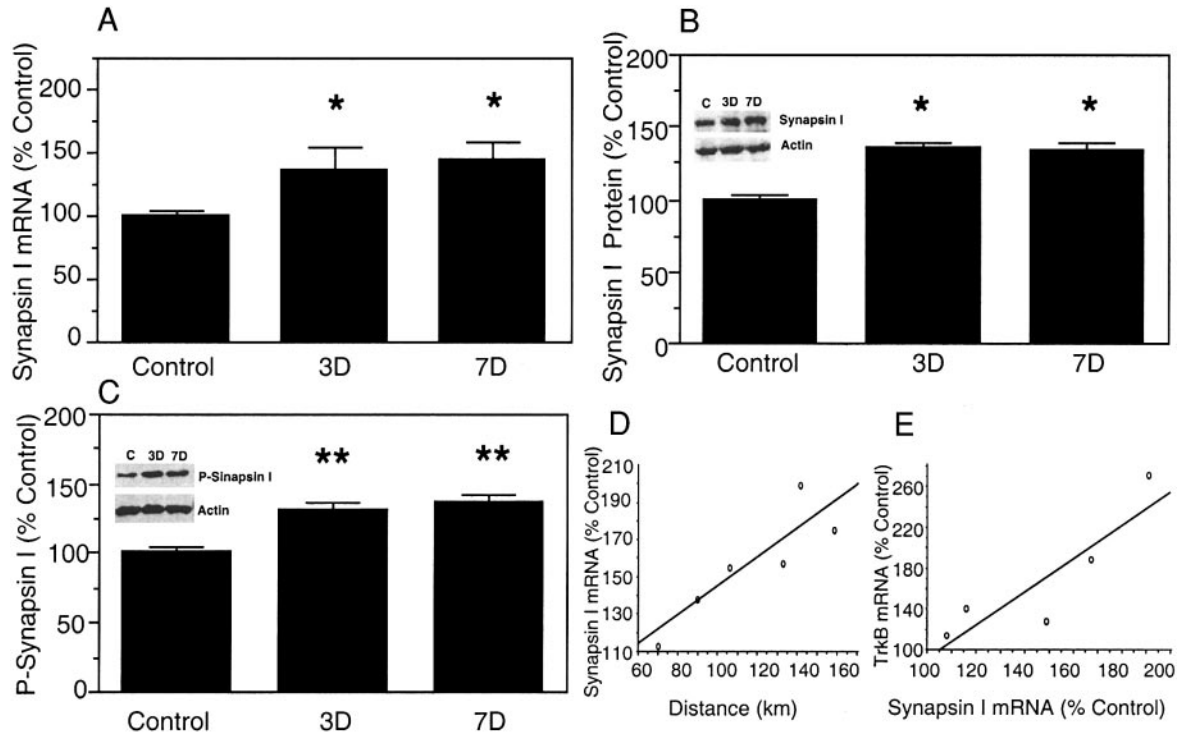 A
Synapsin I mRNA (% Control)
200
150
100
50
0
*
*
Control 3D 7D
B
Synapsin I Protein (% Control)
200
150
100
50
0
C 3D 7D
Synapsin I
Actin
*
*
Control 3D 7D
C
P-Synapsin I (% Control)
200
150
100
50
0
C 3D 7D
P-Sinapsin I
Actin
**
**
Control 3D 7D
D
Synapsin I mRNA (% Control)
210
190
170
150
130
110
60 80 100 120 140 160
Distance (km)
E
TrkB mRNA (% Control)
260
220
180
140
100
100 120 140 160 180 200
Synapsin I mRNA (% Control)